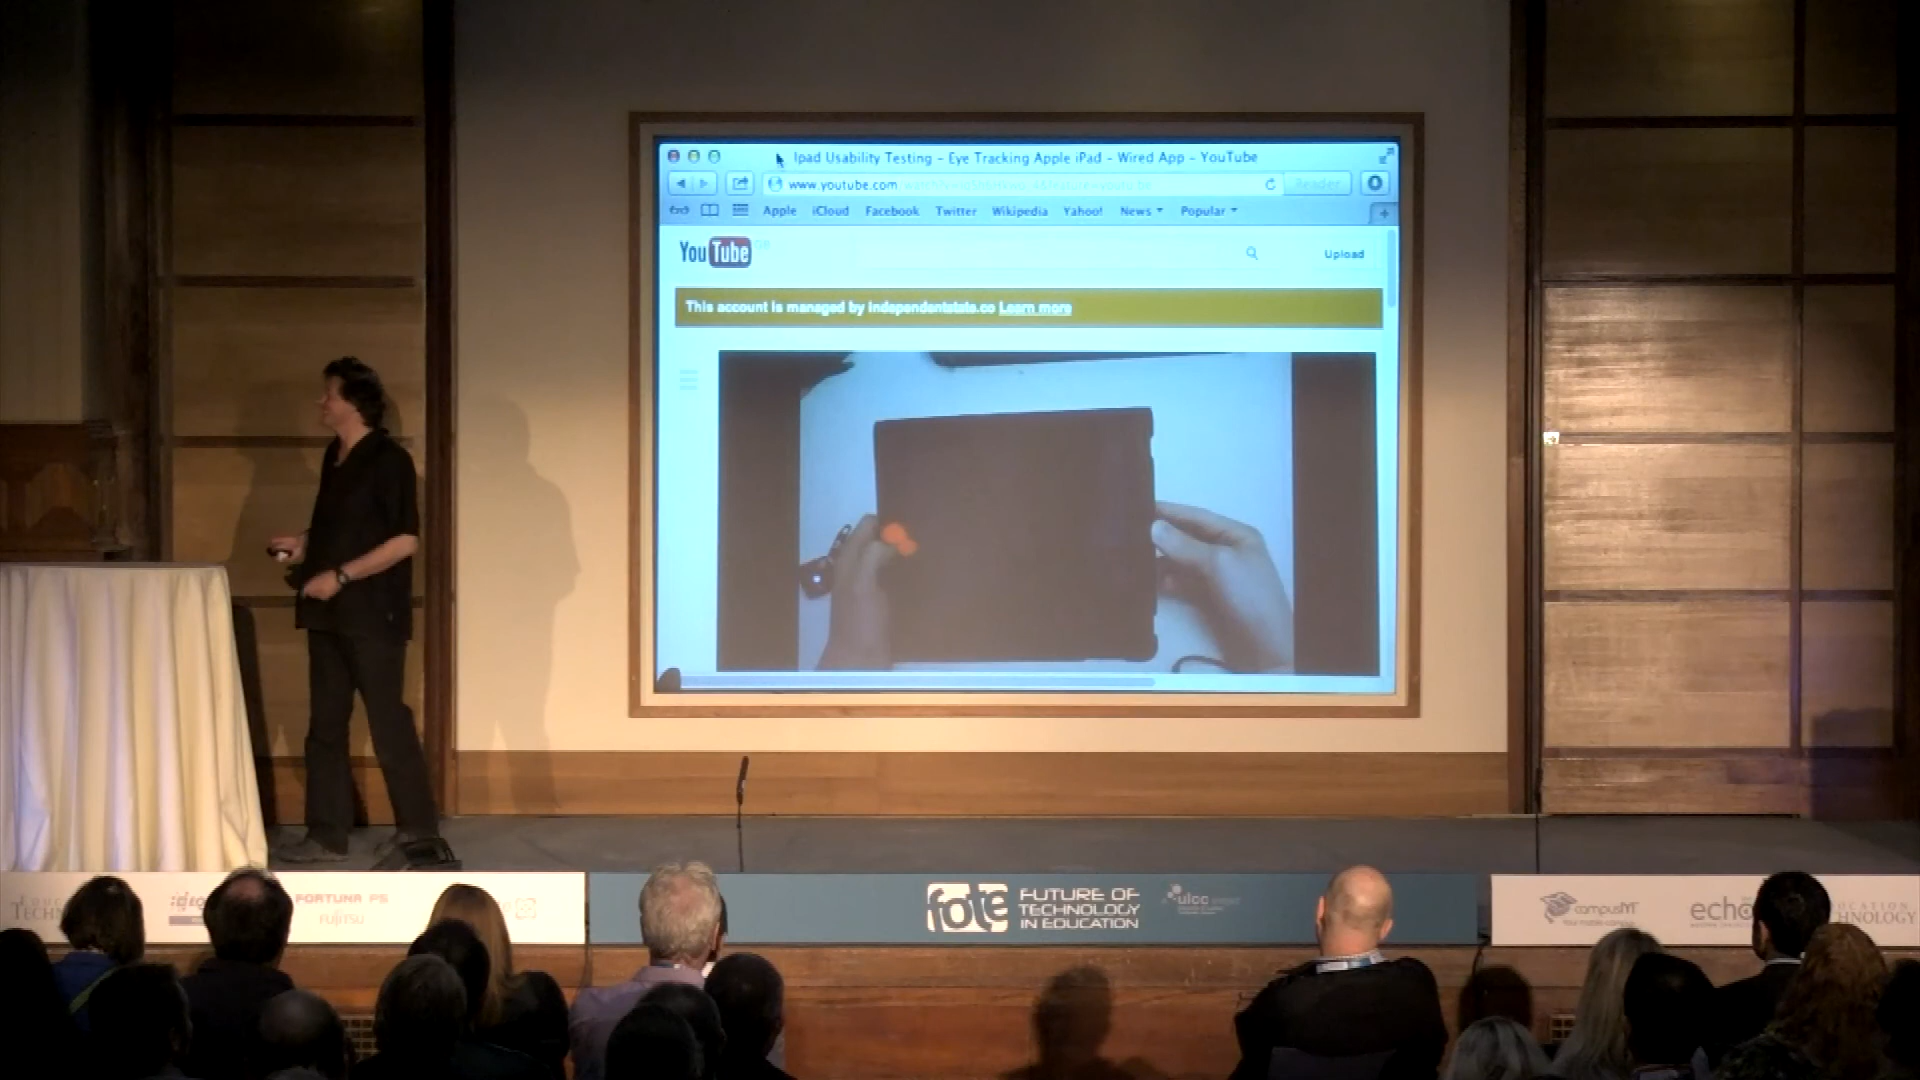 Ipad Usability Testing – Eye Tracking Apple iPad – Wired App – YouTube
www.youtube.com
Reader
Apple iCloud Facebook Twitter Wikipedia Yahoo! News Popular
YouTube
Upload
This account is managed by independentstate.co Learn more
FORTUNA PS
FUJITSU
fote
FUTURE OF
TECHNOLOGY
IN EDUCATION
ulcc
campusM
echo